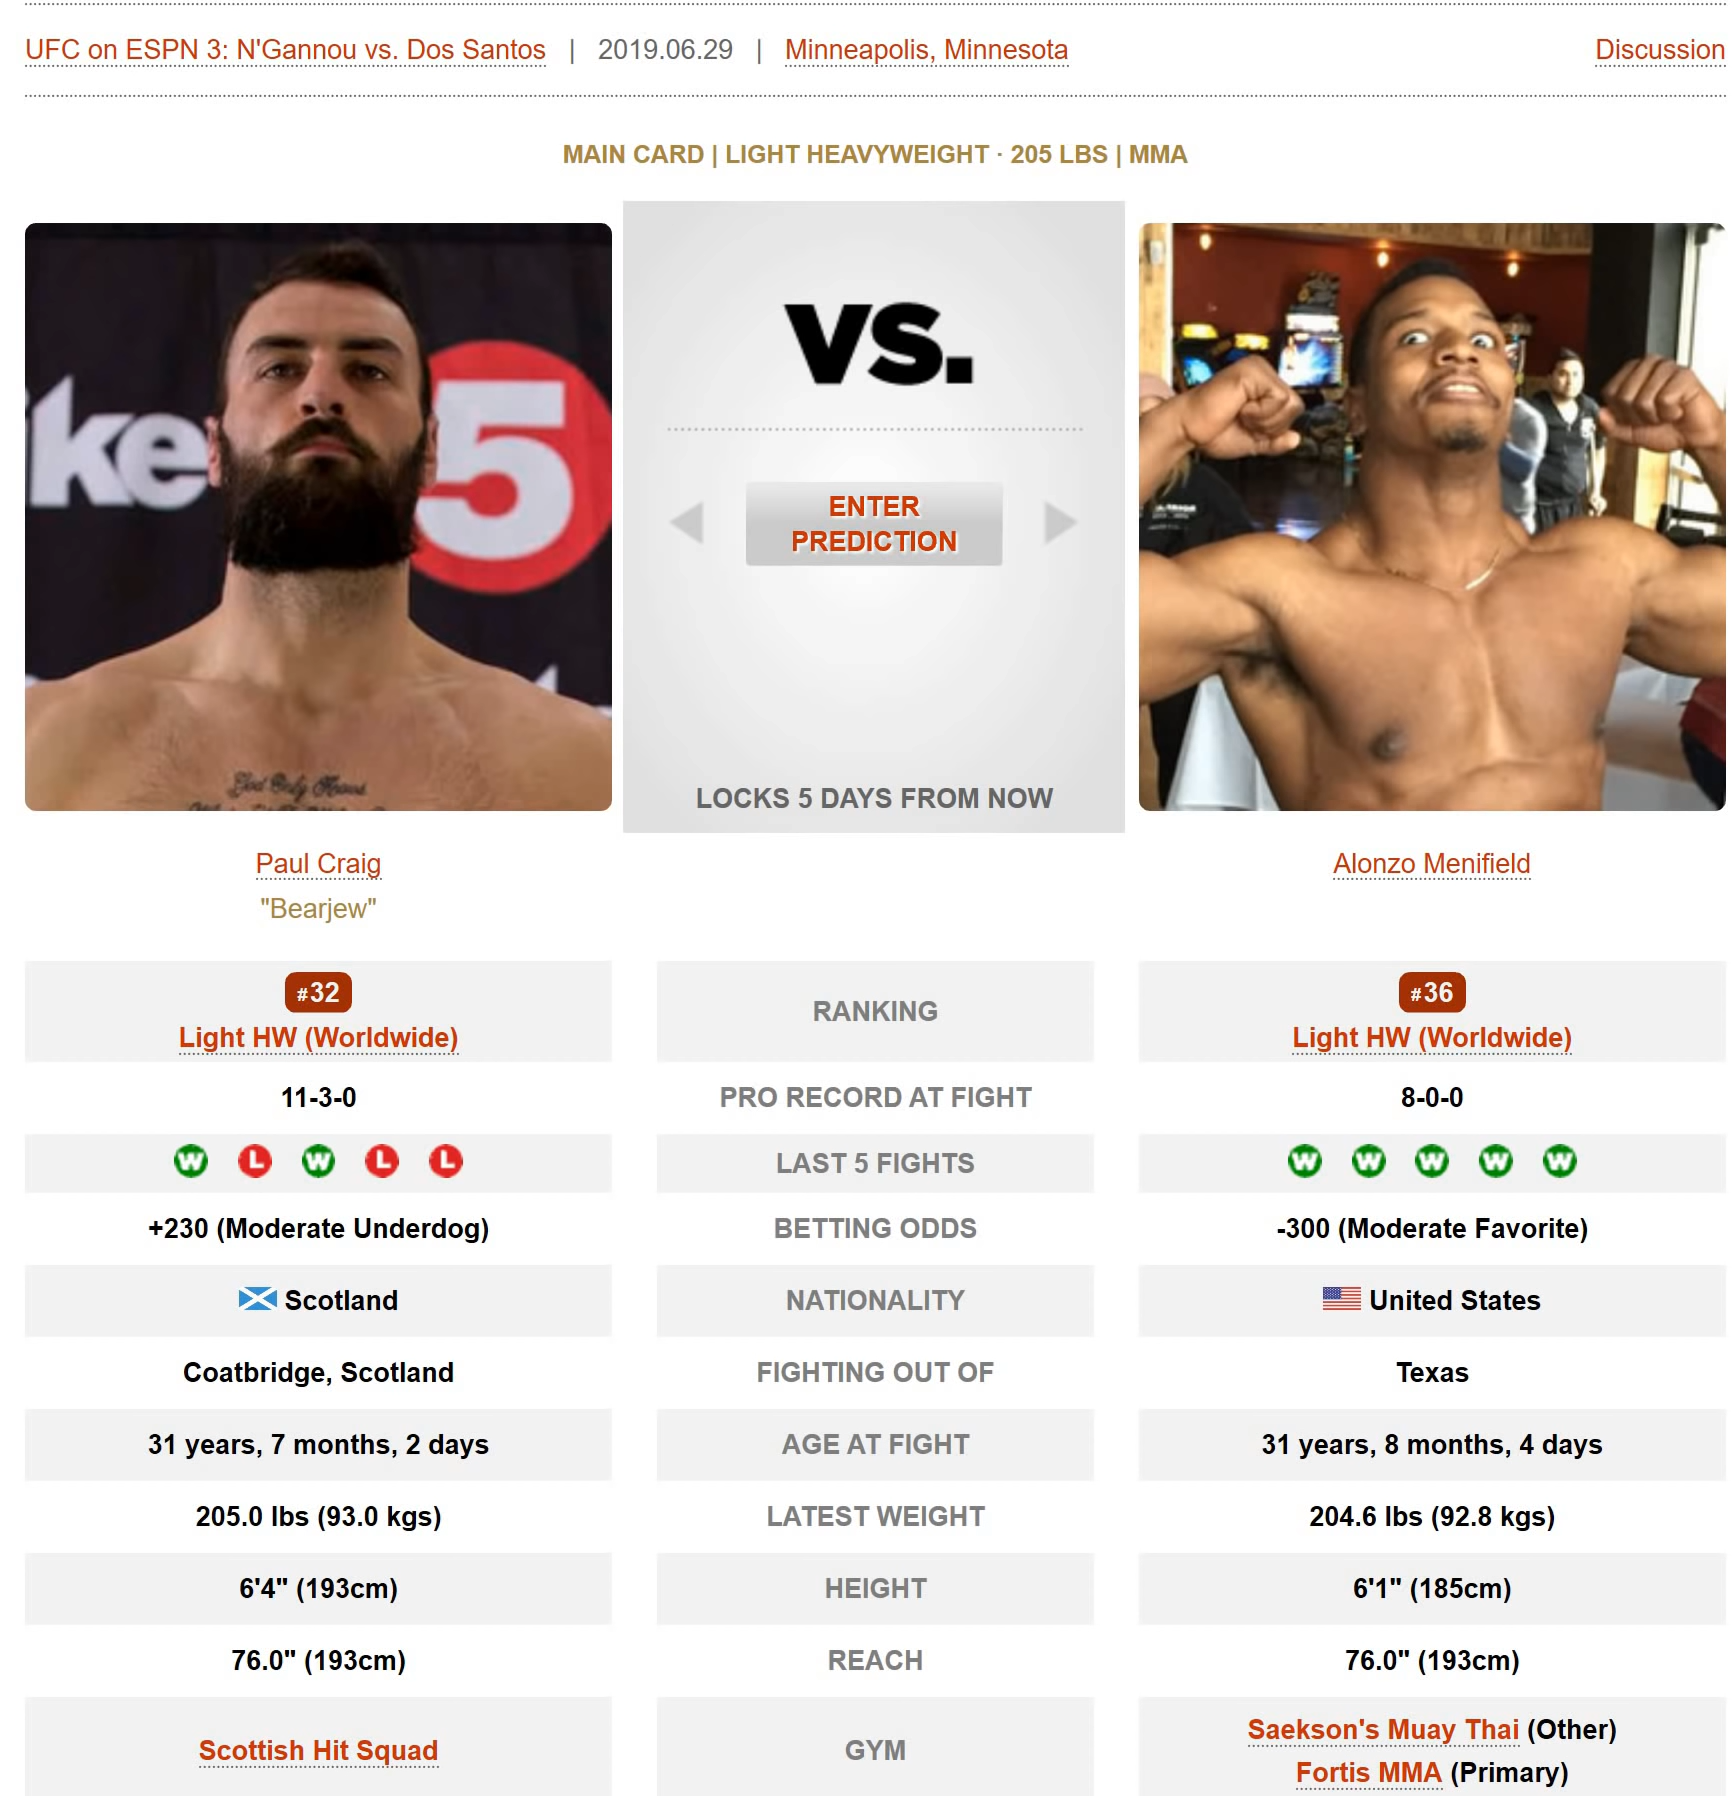 UFC on ESPN 3: N'Gannou vs. Dos Santos | 2019.06.29 | Minneapolis, Minnesota Discussion
MAIN CARD | LIGHT HEAVYWEIGHT · 205 LBS | MMA
ke 5
VS.
ENTER
PREDICTION
God Only Knows
LOCKS 5 DAYS FROM NOW
Paul Craig Alonzo Menifield
"Bearjew"
#32 RANKING #36
Light HW (Worldwide) Light HW (Worldwide)
11-3-0 PRO RECORD AT FIGHT 8-0-0
W L W L L LAST 5 FIGHTS W W W W W
+230 (Moderate Underdog) BETTING ODDS -300 (Moderate Favorite)
Scotland NATIONALITY United States
Coatbridge, Scotland FIGHTING OUT OF Texas
31 years, 7 months, 2 days AGE AT FIGHT 31 years, 8 months, 4 days
205.0 lbs (93.0 kgs) LATEST WEIGHT 204.6 lbs (92.8 kgs)
6'4" (193cm) HEIGHT 6'1" (185cm)
76.0" (193cm) REACH 76.0" (193cm)
Scottish Hit Squad GYM Saekson's Muay Thai (Other)
Fortis MMA (Primary)